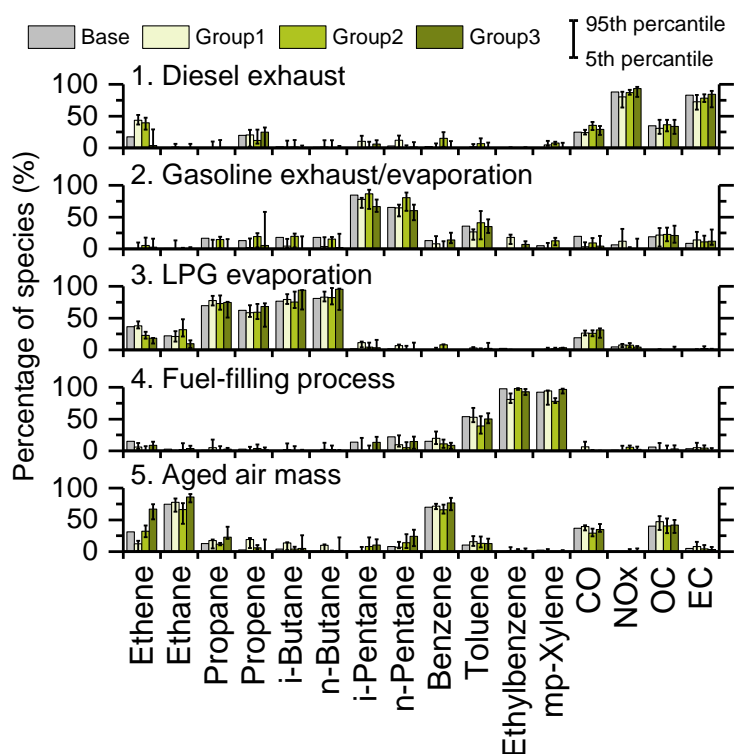 Base Group1 Group2 Group3
95th percentile
5th percentile
Percentage of species (%)
1. Diesel exhaust
100
50
0
2. Gasoline exhaust/evaporation
100
50
0
3. LPG evaporation
100
50
0
4. Fuel-filling process
100
50
0
5. Aged air mass
100
50
0
Ethene
Ethane
Propane
Propene
i-Butane
n-Butane
i-Pentane
n-Pentane
Benzene
Toluene
Ethylbenzene
mp-Xylene
CO
NOx
OC
EC